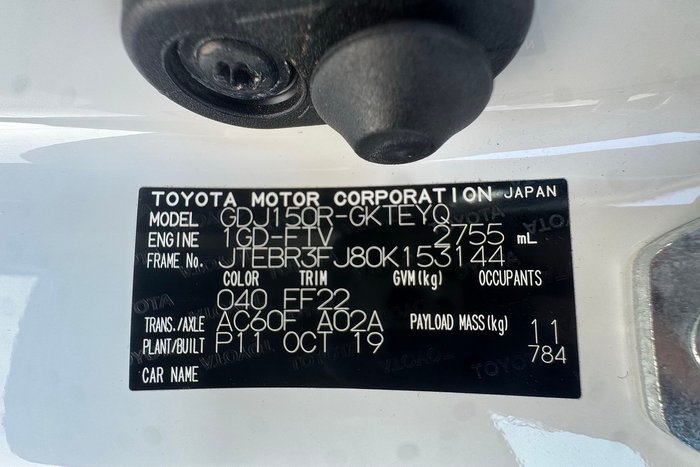 TOYOTA MOTOR CORPORATION JAPAN
MODEL GDJ150R-GKTEYQ
ENGINE 1GD-FTV 2755 mL
FRAME No. JTEBR3FJ80K153144
COLOR TRIM GVM(kg) OCCUPANTS
040 FF22
TRANS./AXLE AC60F A02A PAYLOAD MASS(kg) 11
PLANT/BUILT P11 OCT 19 784
CAR NAME